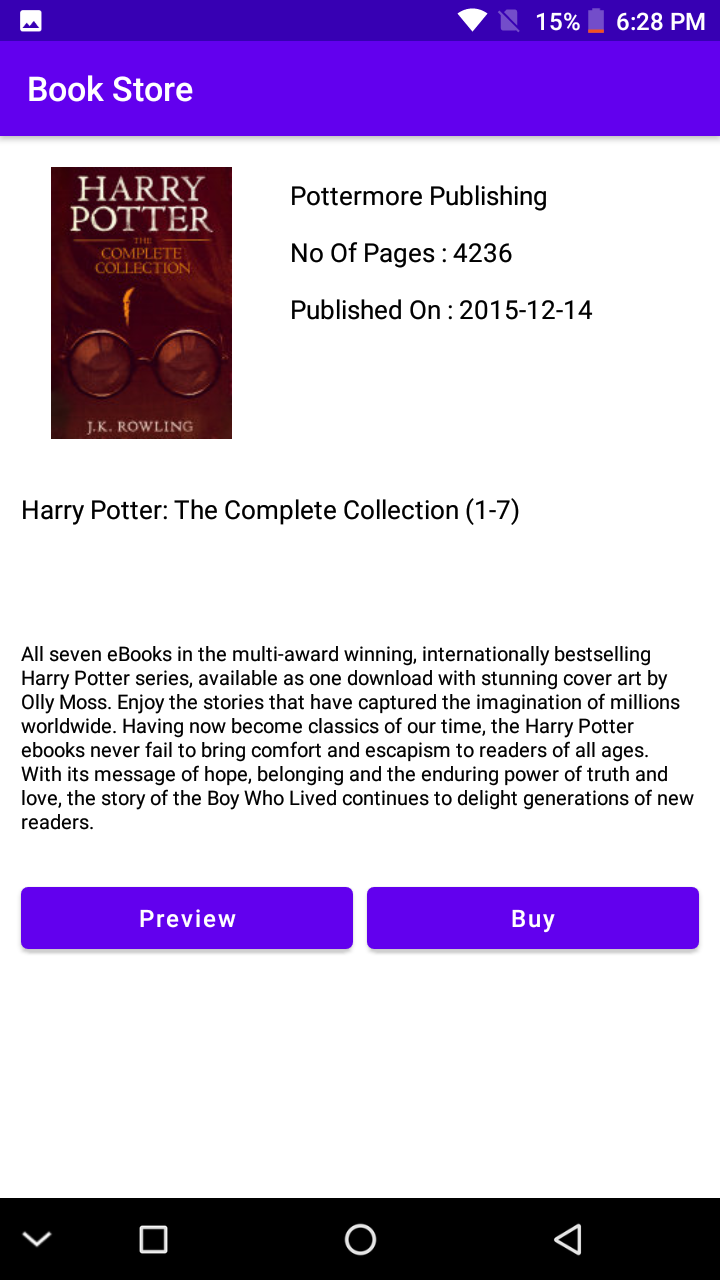 15% 6:28 PM
Book Store
HARRY
POTTER
THE
COMPLETE
COLLECTION
J.K. ROWLING
Pottermore Publishing
No Of Pages : 4236
Published On : 2015-12-14
Harry Potter: The Complete Collection (1-7)
All seven eBooks in the multi-award winning, internationally bestselling
Harry Potter series, available as one download with stunning cover art by
Olly Moss. Enjoy the stories that have captured the imagination of millions
worldwide. Having now become classics of our time, the Harry Potter
ebooks never fail to bring comfort and escapism to readers of all ages.
With its message of hope, belonging and the enduring power of truth and
love, the story of the Boy Who Lived continues to delight generations of new
readers.
Preview
Buy